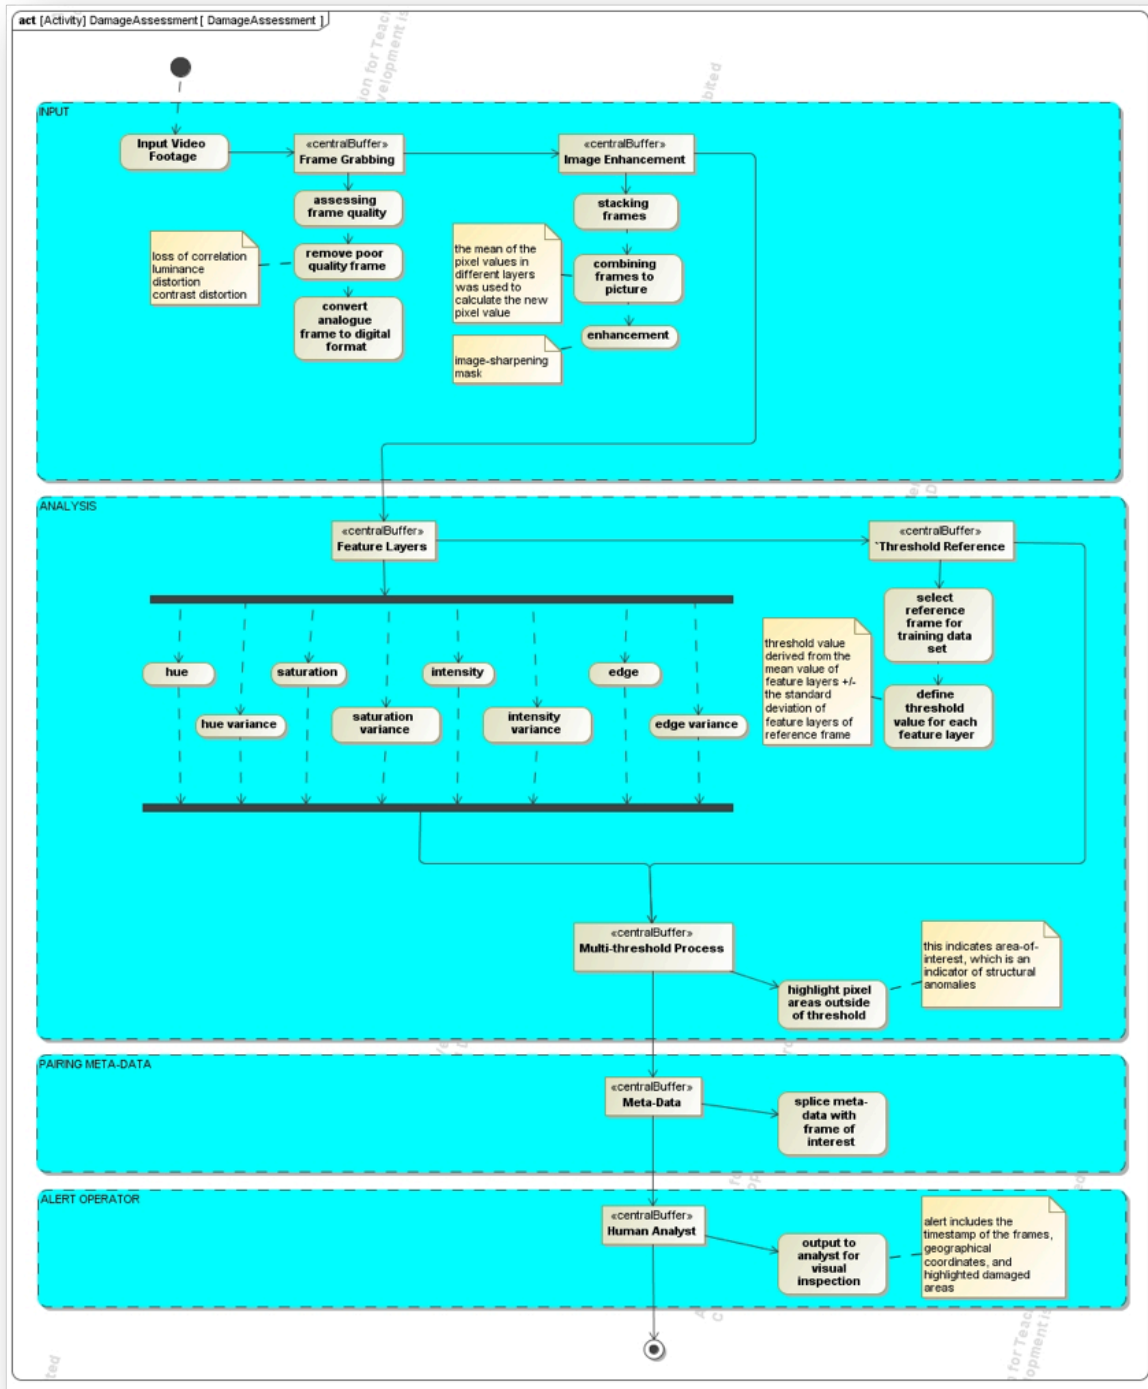 act [Activity] DamageAssessment [ DamageAssessment ]
INPUT
Input Video
Footage
«centralBuffer»
Frame Grabbing
«centralBuffer»
Image Enhancement
assessing
frame quality
stacking
frames
loss of correlation
luminance
distortion
contrast distortion
remove poor
quality frame
the mean of the
pixel values in
different layers
was used to
calculate the new
pixel value
combining
frames to
picture
convert
analogue
frame to digital
format
enhancement
image-sharpening
mask
ANALYSIS
«centralBuffer»
Feature Layers
«centralBuffer»
`Threshold Reference
select
reference
frame for
training data
set
threshold value
derived from the
mean value of
feature layers +/-
the standard
deviation of
feature layers of
reference frame
hue
saturation
intensity
edge
hue variance
saturation
variance
intensity
variance
edge variance
define
threshold
value for each
feature layer
«centralBuffer»
Multi-threshold Process
this indicates area-of-
interest, which is an
indicator of structural
anomalies
highlight pixel
areas outside
of threshold
PAIRING META-DATA
«centralBuffer»
Meta-Data
splice meta-
data with
frame of
interest
ALERT OPERATOR
«centralBuffer»
Human Analyst
output to
analyst for
visual
inspection
alert includes the
timestamp of the frames,
geographical
coordinates, and
highlighted damaged
areas